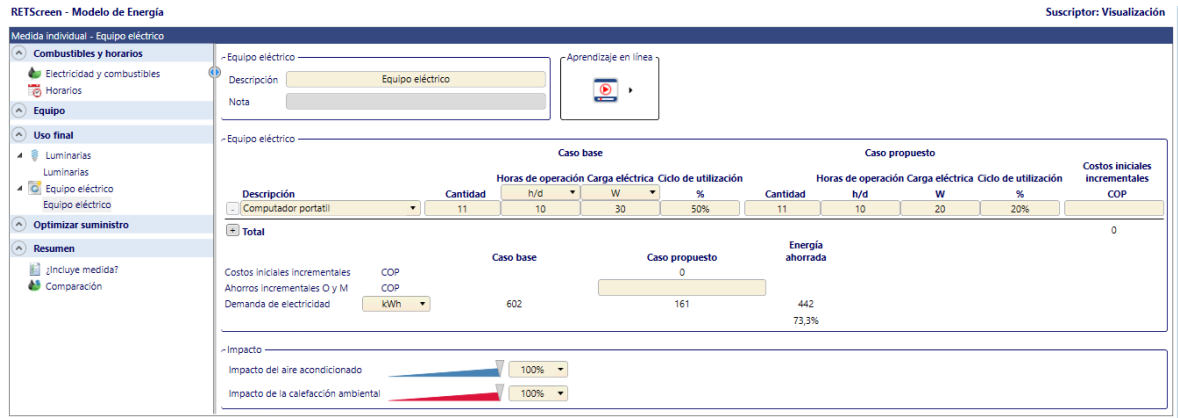 RETScreen - Modelo de Energía
Suscriptor: Visualización
Medida individual - Equipo eléctrico
Combustibles y horarios
Electricidad y combustibles
Horarios
Equipo
Uso final
Luminarias
Luminarias
Equipo eléctrico
Equipo eléctrico
Optimizar suministro
Resumen
¿Incluye medida?
Comparación
Equipo eléctrico
Descripción Equipo eléctrico
Nota
Aprendizaje en línea
Equipo eléctrico
Caso base Caso propuesto
Costos iniciales
Horas de operación Carga eléctrica Ciclo de utilización Horas de operación Carga eléctrica Ciclo de utilización incrementales
Descripción Cantidad h/d W % Cantidad h/d W % COP
- Computador portatil 11 10 30 50% 11 10 20 20%
+ Total 0
Energía
Caso base Caso propuesto ahorrada
Costos iniciales incrementales COP 0
Ahorros incrementales O y M COP
Demanda de electricidad kWh 602 161 442
73,3%
Impacto
Impacto del aire acondicionado 100%
Impacto de la calefacción ambiental 100%